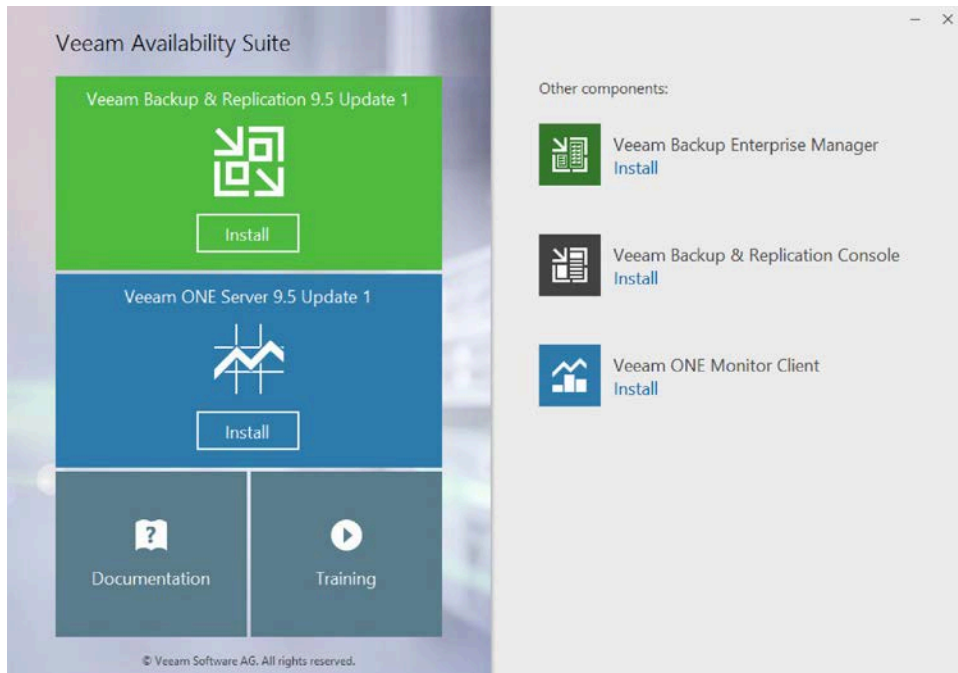 Veeam Availability Suite
Veeam Backup & Replication 9.5 Update 1
Install
Veeam ONE Server 9.5 Update 1
Install
Documentation
Training
© Veeam Software AG. All rights reserved.
Other components:
Veeam Backup Enterprise Manager
Install
Veeam Backup & Replication Console
Install
Veeam ONE Monitor Client
Install